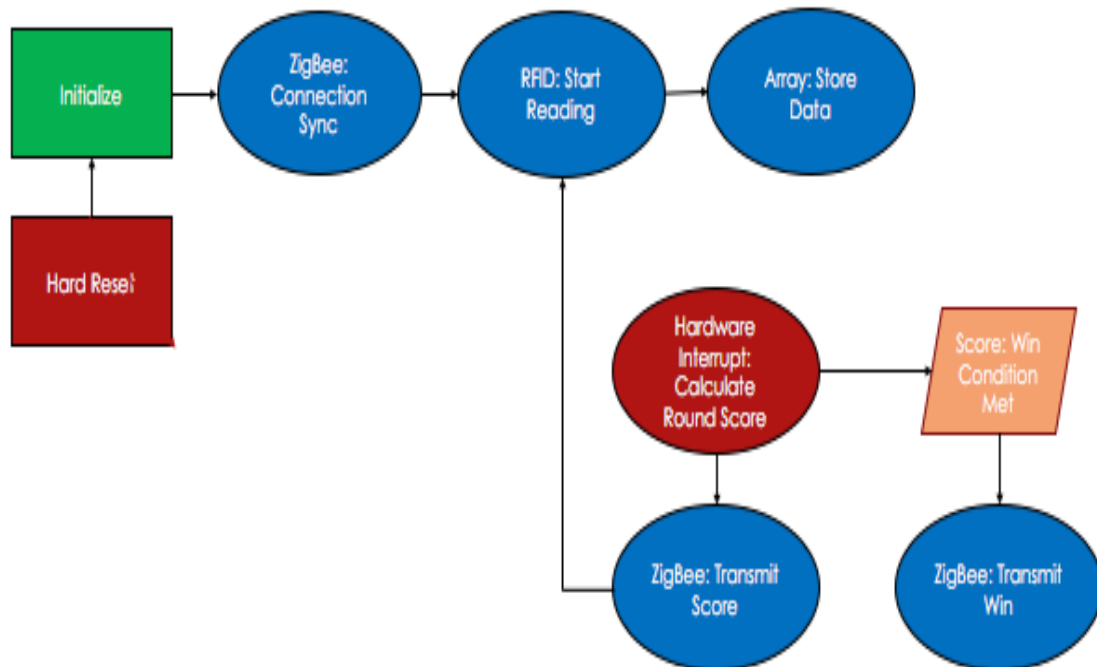 Initialize
ZigBee:
Connection
Sync
RFID: Start
Reading
Array: Store
Data
Hard Reset
Hardware
Interrupt:
Calculate
Round Score
Score: Win
Condition
Met
ZigBee: Transmit
Score
ZigBee: Transmit
Win